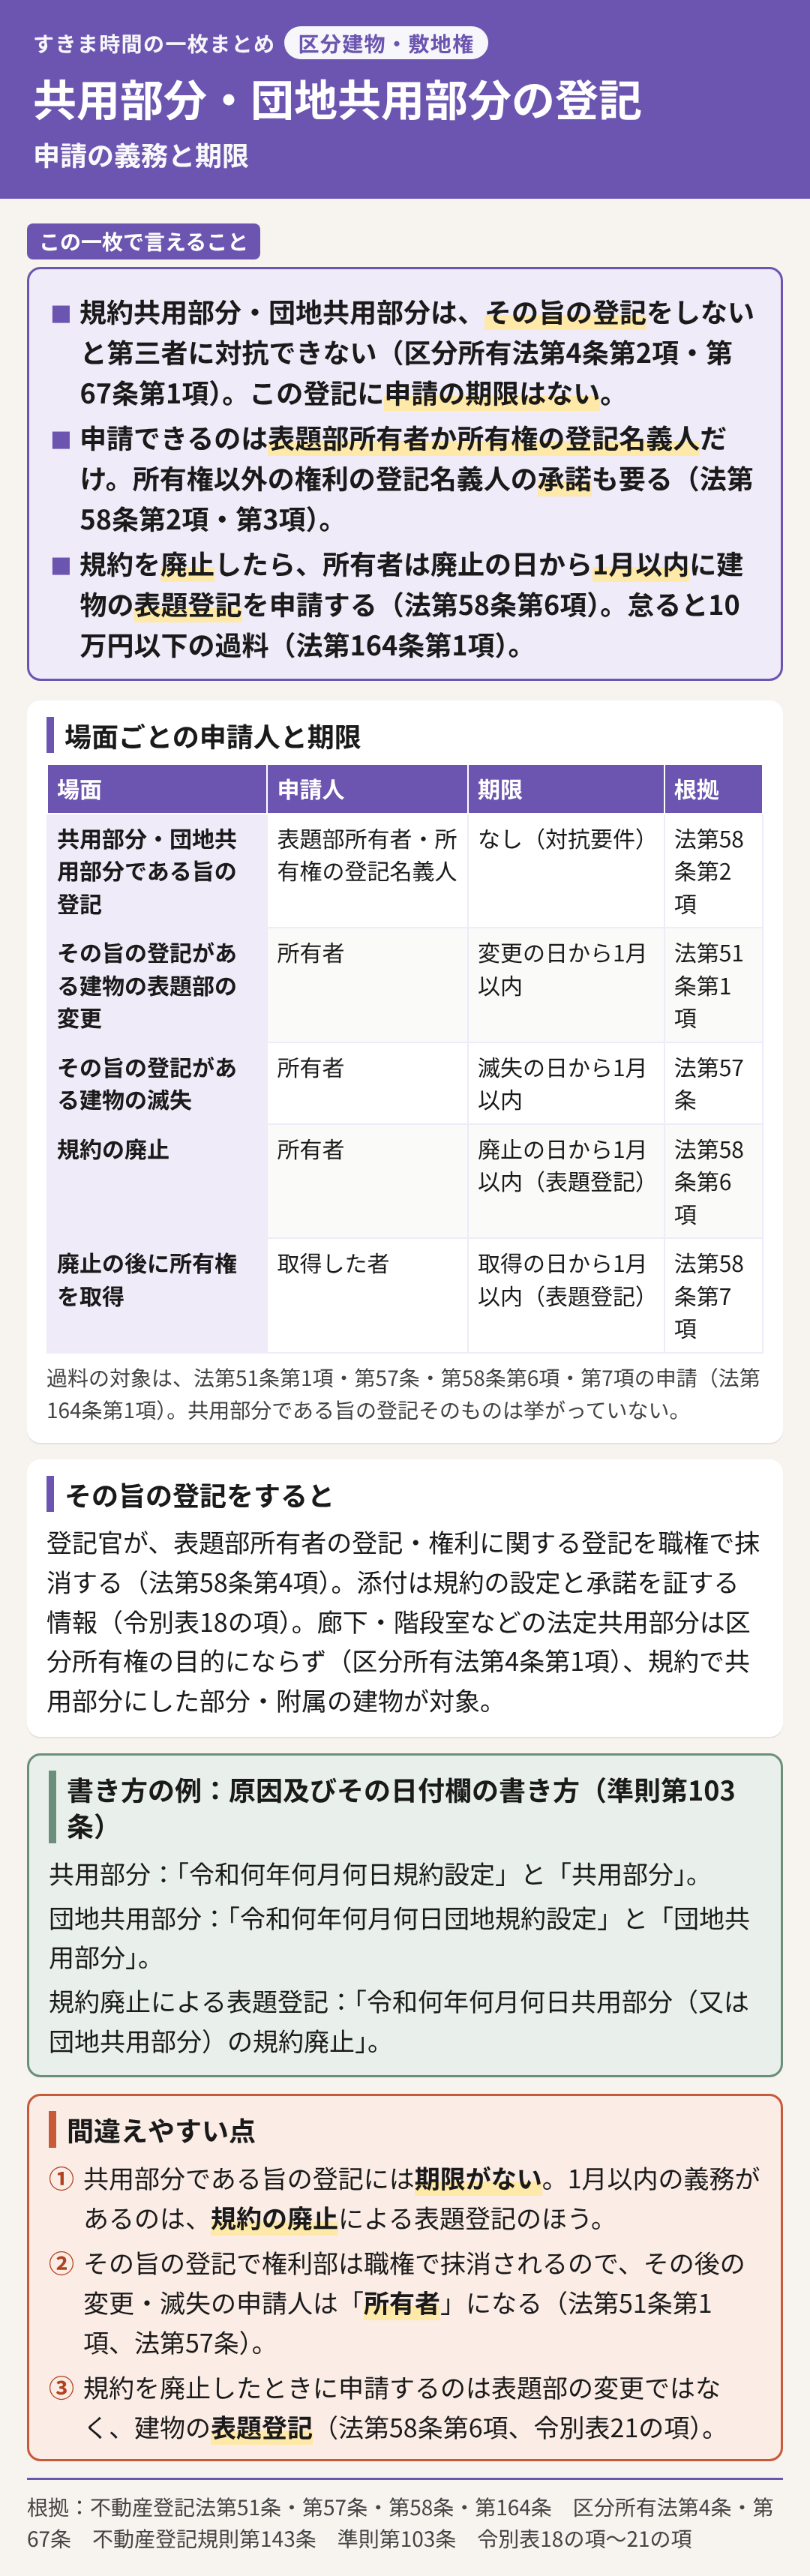 すきま時間の一枚まとめ 区分建物・敷地権
共用部分・団地共用部分の登記
申請の義務と期限
この一枚で言えること
■ 規約共用部分・団地共用部分は、その旨の登記をしない
と第三者に対抗できない（区分所有法第4条第2項・第
67条第1項）。この登記に申請の期限はない。
■ 申請できるのは表題部所有者か所有権の登記名義人だ
け。所有権以外の権利の登記名義人の承諾も要る（法第
58条第2項・第3項）。
■ 規約を廃止したら、所有者は廃止の日から1月以内に建
物の表題登記を申請する（法第58条第6項）。怠ると10
万円以下の過料（法第164条第1項）。
場面ごとの申請人と期限
場面 申請人 期限 根拠
共用部分・団地共 表題部所有者・所 なし（対抗要件） 法第58
用部分である旨の 有権の登記名義人 条第2
登記 項
その旨の登記があ 所有者 変更の日から1月 法第51
る建物の表題部の 以内 条第1
変更 項
その旨の登記があ 所有者 滅失の日から1月 法第57
る建物の滅失 以内 条
規約の廃止 所有者 廃止の日から1月 法第58
以内（表題登記） 条第6
項
廃止の後に所有権 取得した者 取得の日から1月 法第58
を取得 以内（表題登記） 条第7
項
過料の対象は、法第51条第1項・第57条・第58条第6項・第7項の申請（法第
164条第1項）。共用部分である旨の登記そのものは挙がっていない。
その旨の登記をすると
登記官が、表題部所有者の登記・権利に関する登記を職権で抹
消する（法第58条第4項）。添付は規約の設定と承諾を証する
情報（令別表18の項）。廊下・階段室などの法定共用部分は区
分所有権の目的にならず（区分所有法第4条第1項）、規約で共
用部分にした部分・附属の建物が対象。
書き方の例：原因及びその日付欄の書き方（準則第103
条）
共用部分：「令和何年何月何日規約設定」と「共用部分」。
団地共用部分：「令和何年何月何日団地規約設定」と「団地共
用部分」。
規約廃止による表題登記：「令和何年何月何日共用部分（又は
団地共用部分）の規約廃止」。
間違えやすい点
① 共用部分である旨の登記には期限がない。1月以内の義務が
あるのは、規約の廃止による表題登記のほう。
② その旨の登記で権利部は職権で抹消されるので、その後の
変更・滅失の申請人は「所有者」になる（法第51条第1
項、法第57条）。
③ 規約を廃止したときに申請するのは表題部の変更ではな
く、建物の表題登記（法第58条第6項、令別表21の項）。
根拠：不動産登記法第51条・第57条・第58条・第164条　区分所有法第4条・第
67条　不動産登記規則第143条　準則第103条　令別表18の項〜21の項